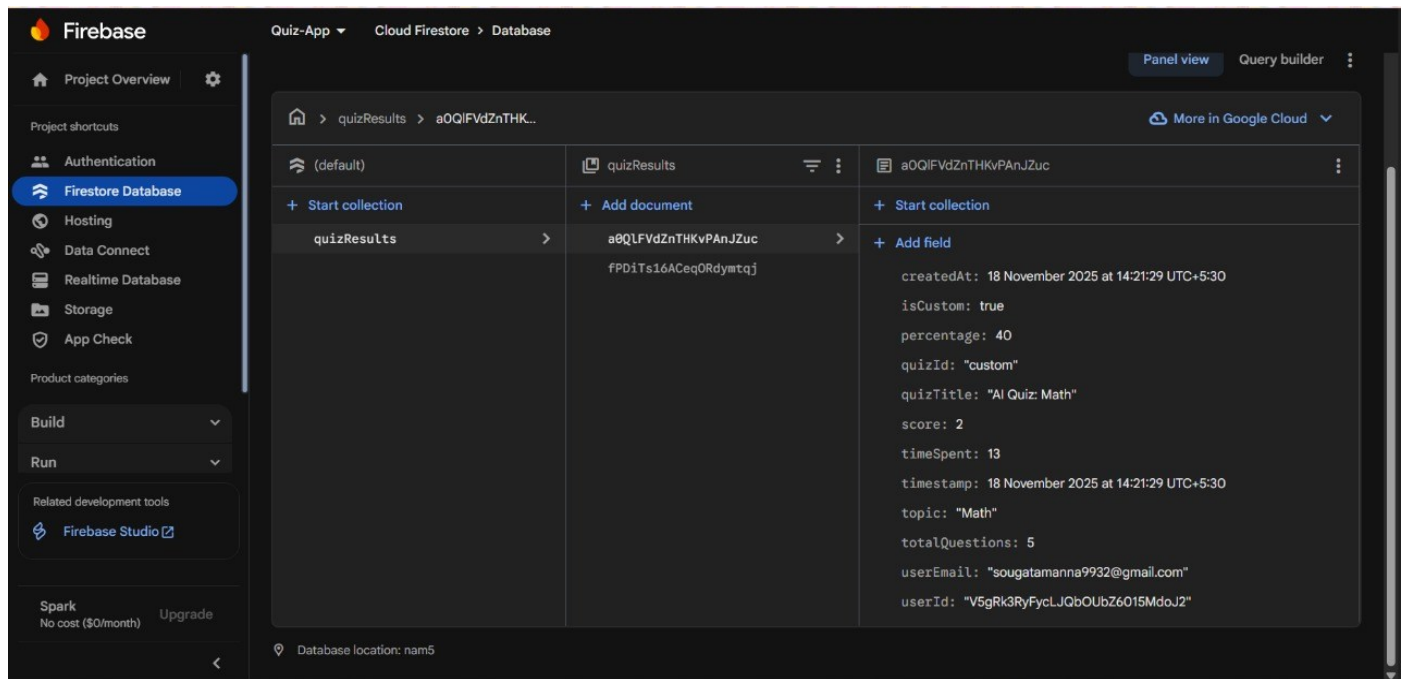 Firebase
Quiz-App
Cloud Firestore > Database
Project Overview
Panel view
Query builder
Project shortcuts
Authentication
Firestore Database
Hosting
Data Connect
Realtime Database
Storage
App Check
Product categories
Build
Run
Related development tools
Firebase Studio
Spark
No cost ($0/month)
Upgrade
> quizResults > a0QlFVdZnTHK...
More in Google Cloud
(default)
+ Start collection
quizResults
quizResults
+ Add document
a0QlFVdZnTHKvPAnJZuc
fPDiTs16ACeqORdymtqj
a0QlFVdZnTHKvPAnJZuc
+ Start collection
+ Add field
createdAt: 18 November 2025 at 14:21:29 UTC+5:30
isCustom: true
percentage: 40
quizId: "custom"
quizTitle: "AI Quiz: Math"
score: 2
timeSpent: 13
timestamp: 18 November 2025 at 14:21:29 UTC+5:30
topic: "Math"
totalQuestions: 5
userEmail: "sougatamanna9932@gmail.com"
userId: "V5gRk3RyFycLJQbOUbZ6O15MdoJ2"
Database location: nam5